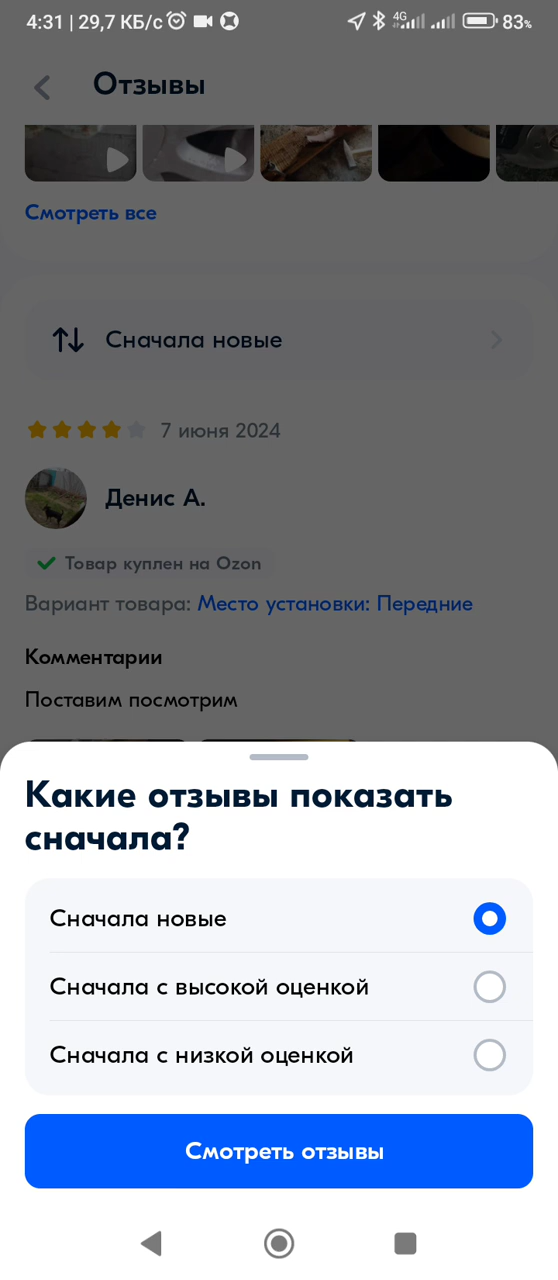 4:31 | 29,7 КБ/с 4G 83%
Отзывы
Смотреть все
Сначала новые
7 июня 2024
Денис А.
Товар куплен на Ozon
Вариант товара: Место установки: Передние
Комментарии
Поставим посмотрим
Какие отзывы показать
сначала?
Сначала новые
Сначала с высокой оценкой
Сначала с низкой оценкой
Смотреть отзывы